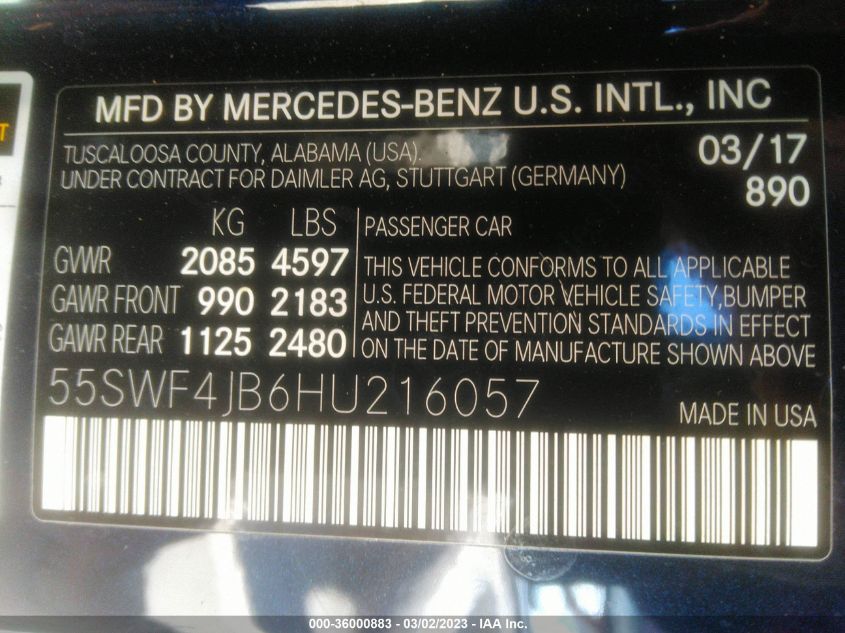 MFD BY MERCEDES-BENZ U.S. INTL., INC
TUSCALOOSA COUNTY, ALABAMA (USA).
03/17
UNDER CONTRACT FOR DAIMLER AG, STUTTGART (GERMANY)
890
KG LBS
PASSENGER CAR
GVWR 2085 4597
GAWR FRONT 990 2183
GAWR REAR 1125 2480
THIS VEHICLE CONFORMS TO ALL APPLICABLE
U.S. FEDERAL MOTOR VEHICLE SAFETY, BUMPER
AND THEFT PREVENTION STANDARDS IN EFFECT
ON THE DATE OF MANUFACTURE SHOWN ABOVE
55SWF4JB6HU216057
MADE IN USA
000-36000883 - 03/02/2023 - IAA Inc.